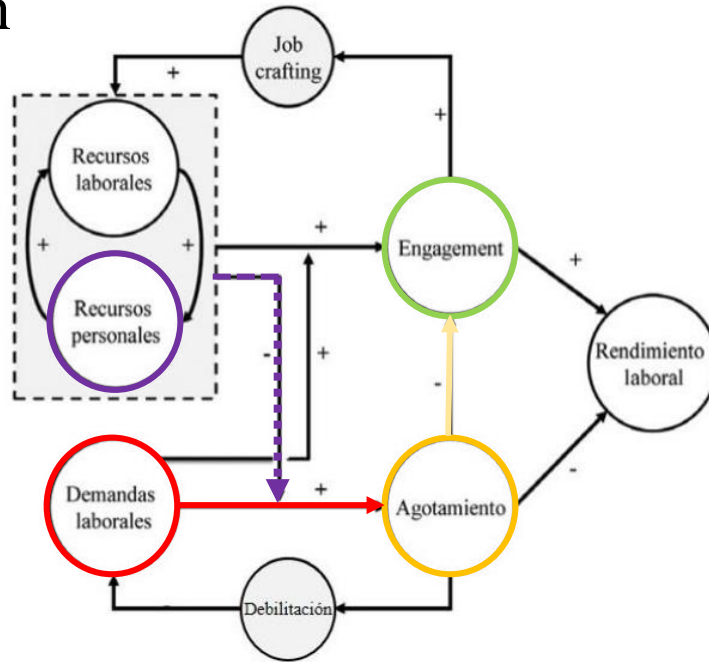 n
Job
crafting
+
+
Recursos
laborales
+
+
+
Engagement
+
Recursos
personales
-
+
Rendimiento
laboral
-
Demandas
laborales
+
Agotamiento
-
Debilitación
-